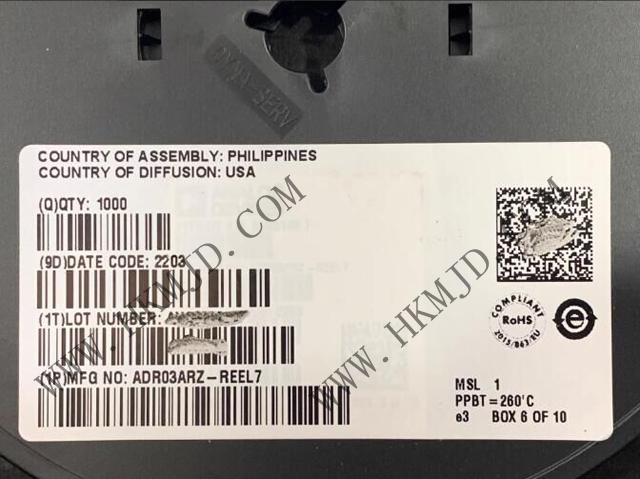 DYNA-SERV
COUNTRY OF ASSEMBLY: PHILIPPINES
COUNTRY OF DIFFUSION: USA
(Q)QTY: 1000
(9D)DATE CODE: 2203
(1T)LOT NUMBER:
(1P)MFG NO: ADR03ARZ-REEL7
COMPLIANT
RoHS
2015/863/EU
e
MSL 1
PPBT=260'C
e3 BOX 6 OF 10
WWW.HKMJD.COM
WWW.HKMJD.COM